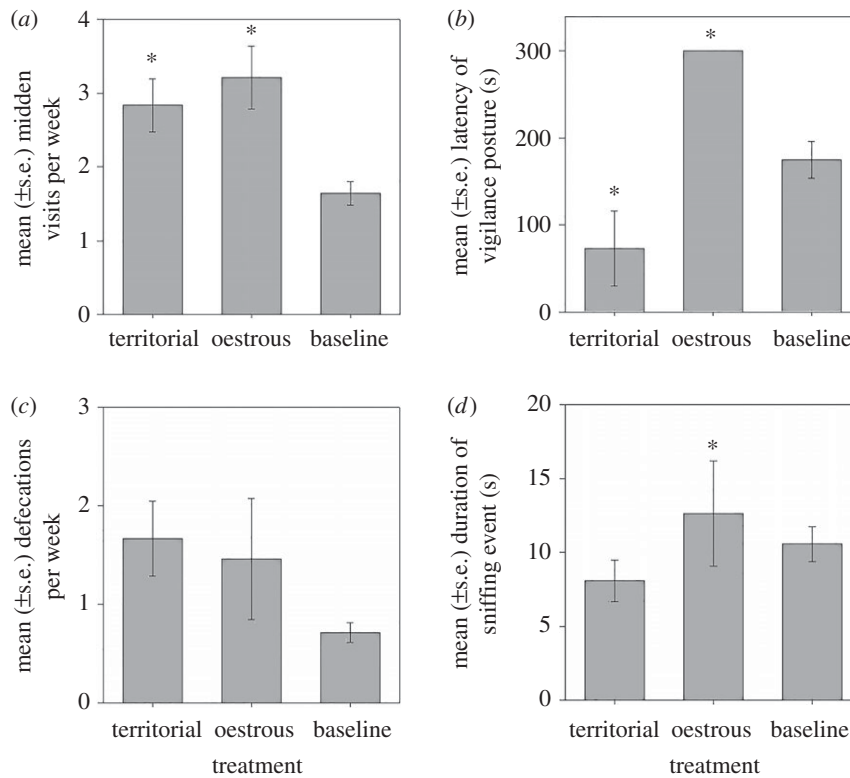 (a)
mean (±s.e.) midden
visits per week
4
3
2
1
0
*
*
territorial
oestrous
baseline
(b)
mean (±s.e.) latency of
vigilance posture (s)
300
200
100
0
*
*
territorial
oestrous
baseline
(c)
mean (±s.e.) defecations
per week
3
2
1
0
territorial
oestrous
baseline
treatment
(d)
mean (±s.e.) duration of
sniffing event (s)
20
15
10
5
0
*
territorial
oestrous
baseline
treatment